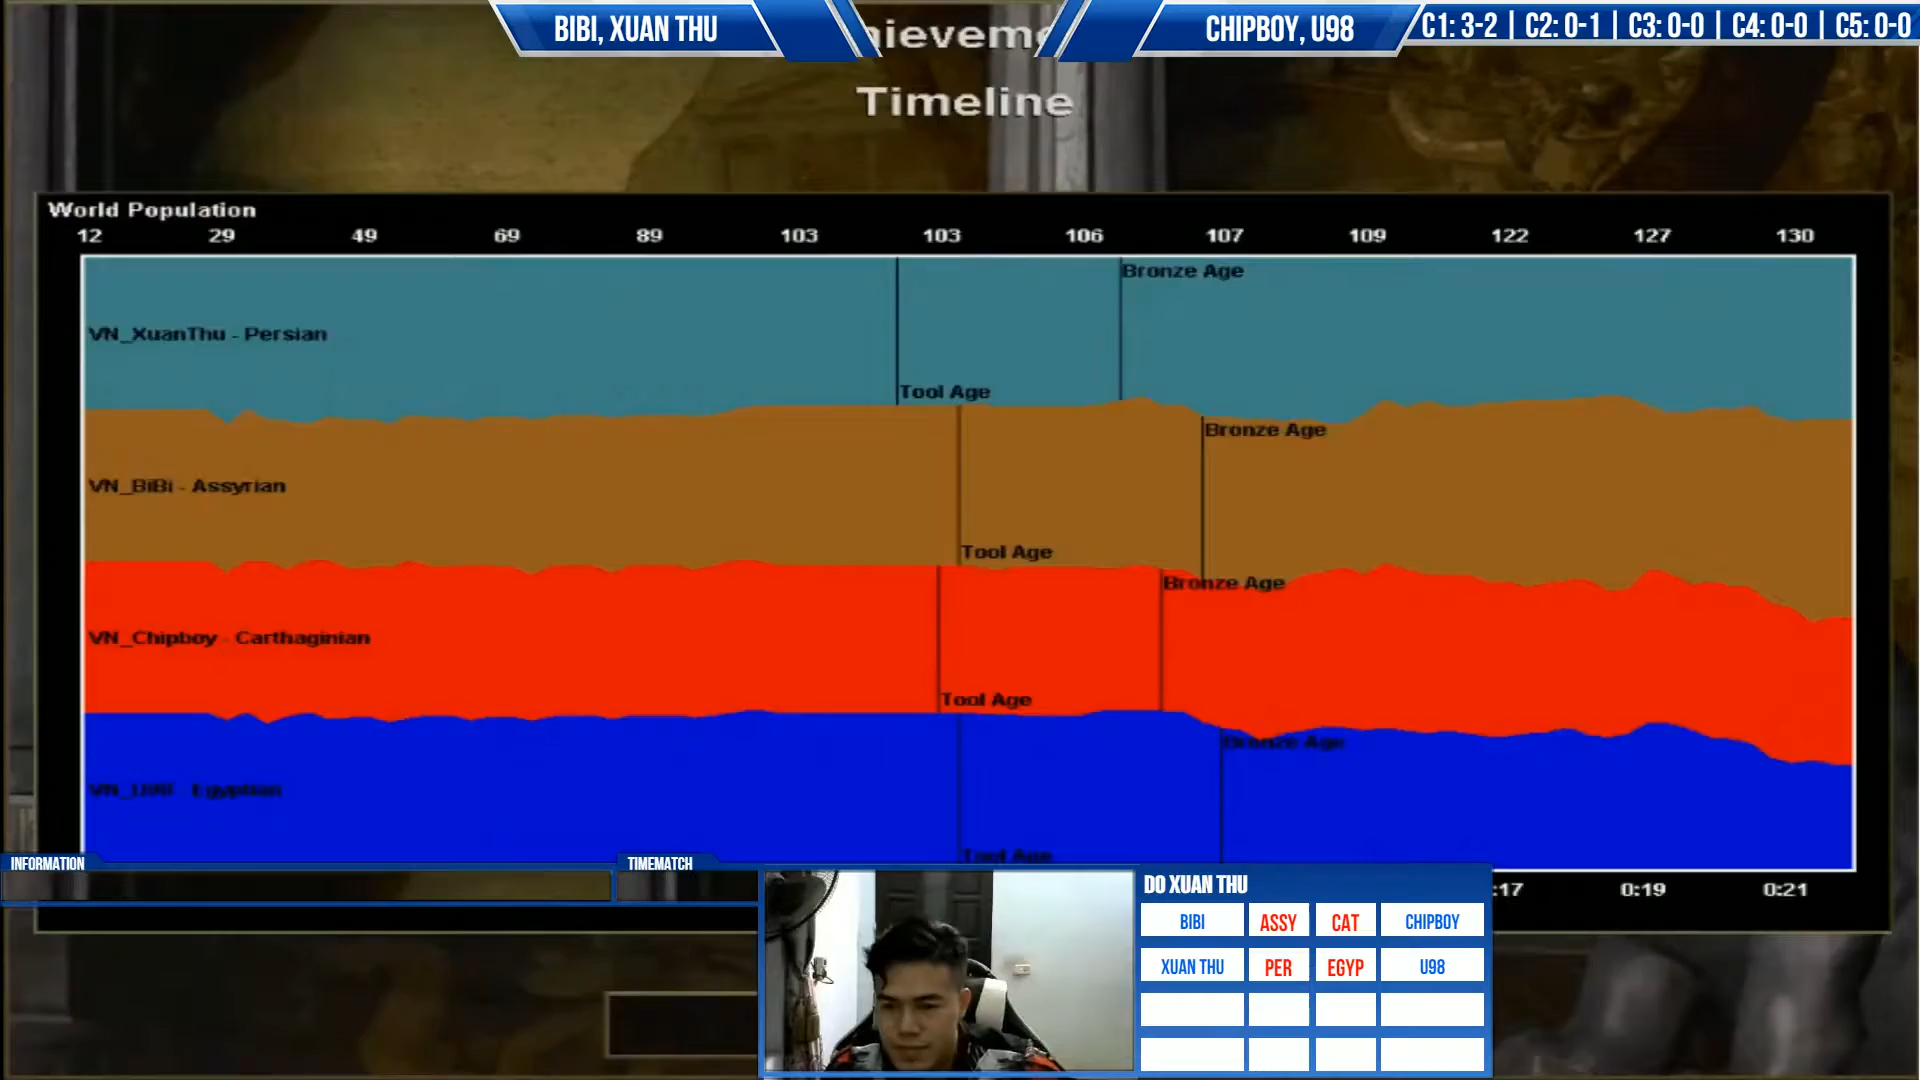 BIBI, XUAN THU
CHIPBOY, U98
C1: 3-2 | C2: 0-1 | C3: 0-0 | C4: 0-0 | C5: 0-0
Timeline
World Population
12 29 49 69 89 103 103 106 107 109 122 127 130
Bronze Age
VN_XuanThu - Persian
Tool Age
Bronze Age
VN_BiBi - Assyrian
Tool Age
Bronze Age
VN_Chipboy - Carthaginian
Tool Age
Bronze Age
Egyptian
Tool Age
INFORMATION
TIMEMATCH
DO XUAN THU
:17 0:19 0:21
BIBI ASSY CAT CHIPBOY
XUAN THU PER EGYP U98